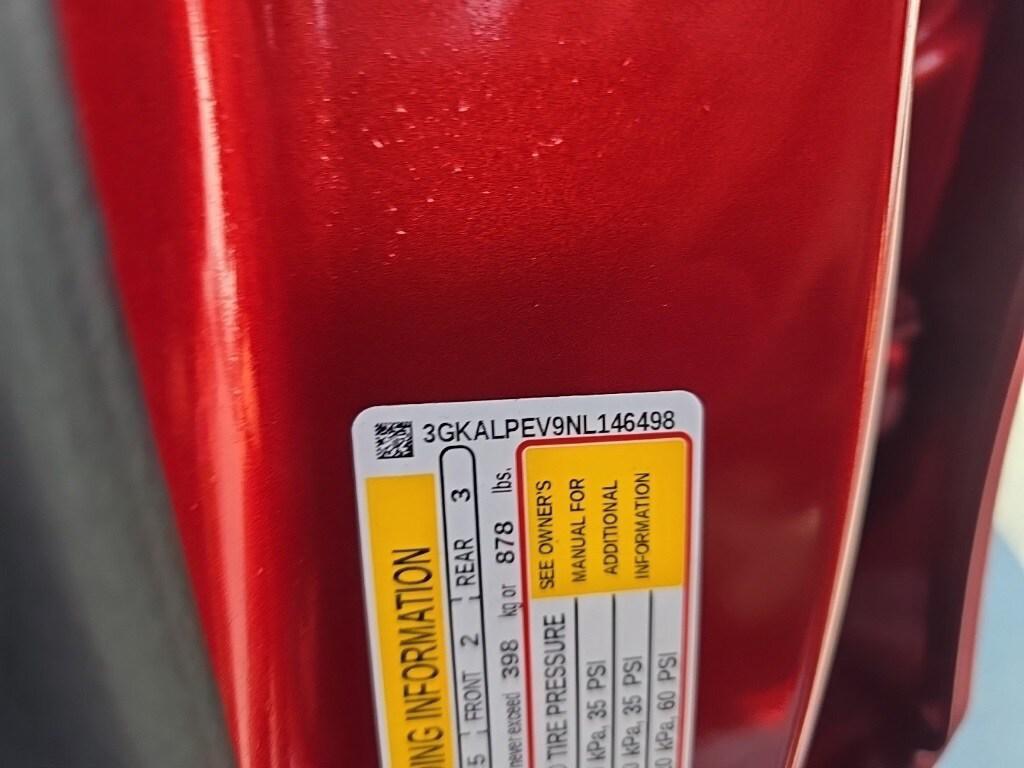 3GKALPEV9NL146498
INFORMATION
5 FRONT 2 REAR 3
never exceed 398 kg or 878 lbs.
TIRE PRESSURE
SEE OWNER'S
MANUAL FOR
ADDITIONAL
INFORMATION
kPa, 35 PSI
kPa, 35 PSI
kPa, 60 PSI